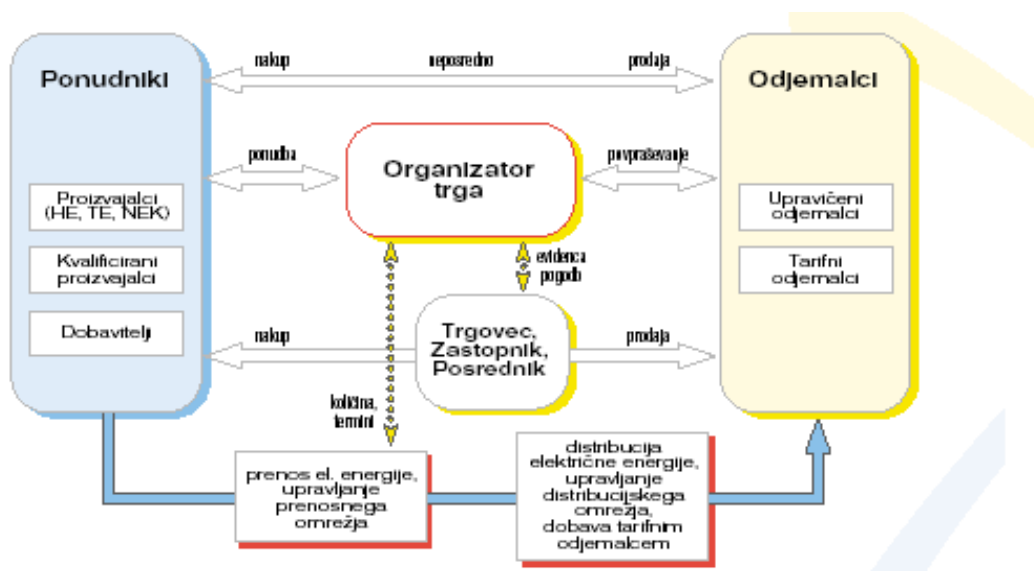 nakup neposredno prodaja
Ponudniki
Odjemalci
ponudba
Organizator
trga
povpraševanje
Proizvajalci
(HE, TE, NEK)
Upravičeni
odjemalci
Kvalificirani
proizvajalci
evidenca
pogodb
Tarifni
odjemalci
Dobavitelji
nakup
Trgovec,
Zastopnik,
Posrednik
prodaja
količina,
termini
prenos el. energije,
upravljanje
prenosnega
omrežja
distribucija
električne energije,
upravljanje
distribucijskega
omrežja,
dobava tarifnim
odjemalcem